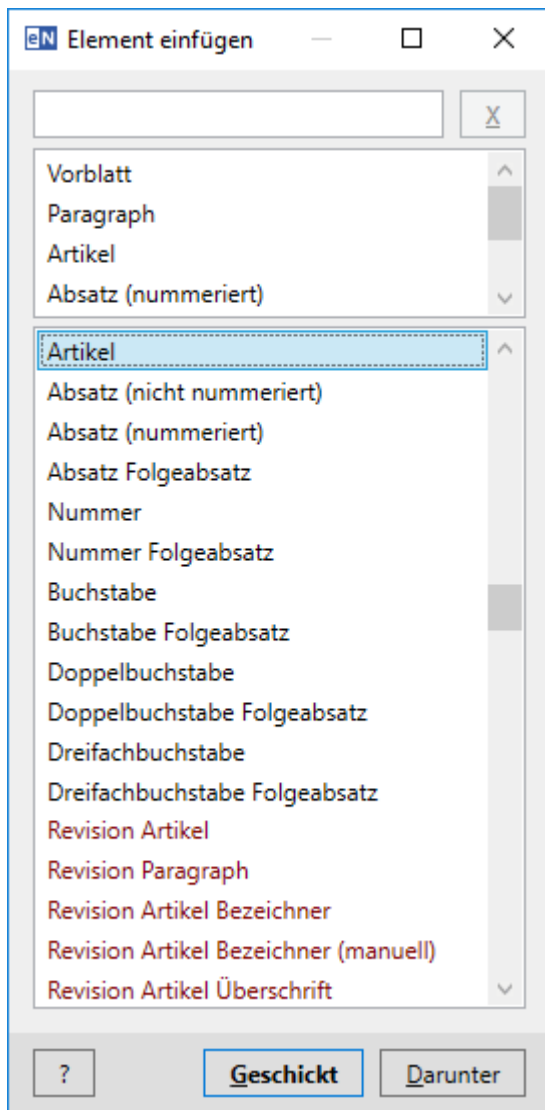 eN Element einfügen
X
Vorblatt
Paragraph
Artikel
Absatz (nummeriert)
Artikel
Absatz (nicht nummeriert)
Absatz (nummeriert)
Absatz Folgeabsatz
Nummer
Nummer Folgeabsatz
Buchstabe
Buchstabe Folgeabsatz
Doppelbuchstabe
Doppelbuchstabe Folgeabsatz
Dreifachbuchstabe
Dreifachbuchstabe Folgeabsatz
Revision Artikel
Revision Paragraph
Revision Artikel Bezeichner
Revision Artikel Bezeichner (manuell)
Revision Artikel Überschrift
? Geschickt Darunter